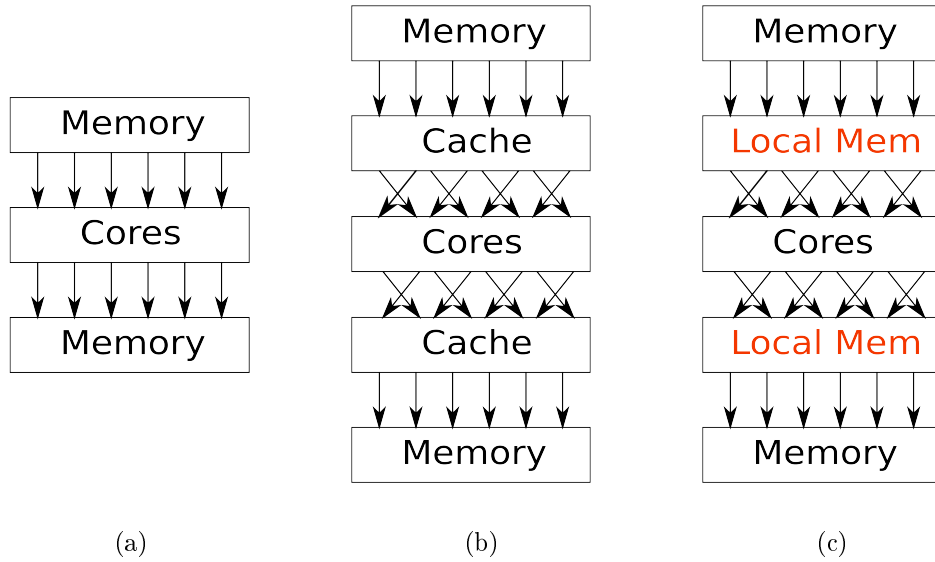 Memory
Cores
Memory
(a)
Memory
Cache
Cores
Cache
Memory
(b)
Memory
Local Mem
Cores
Local Mem
Memory
(c)